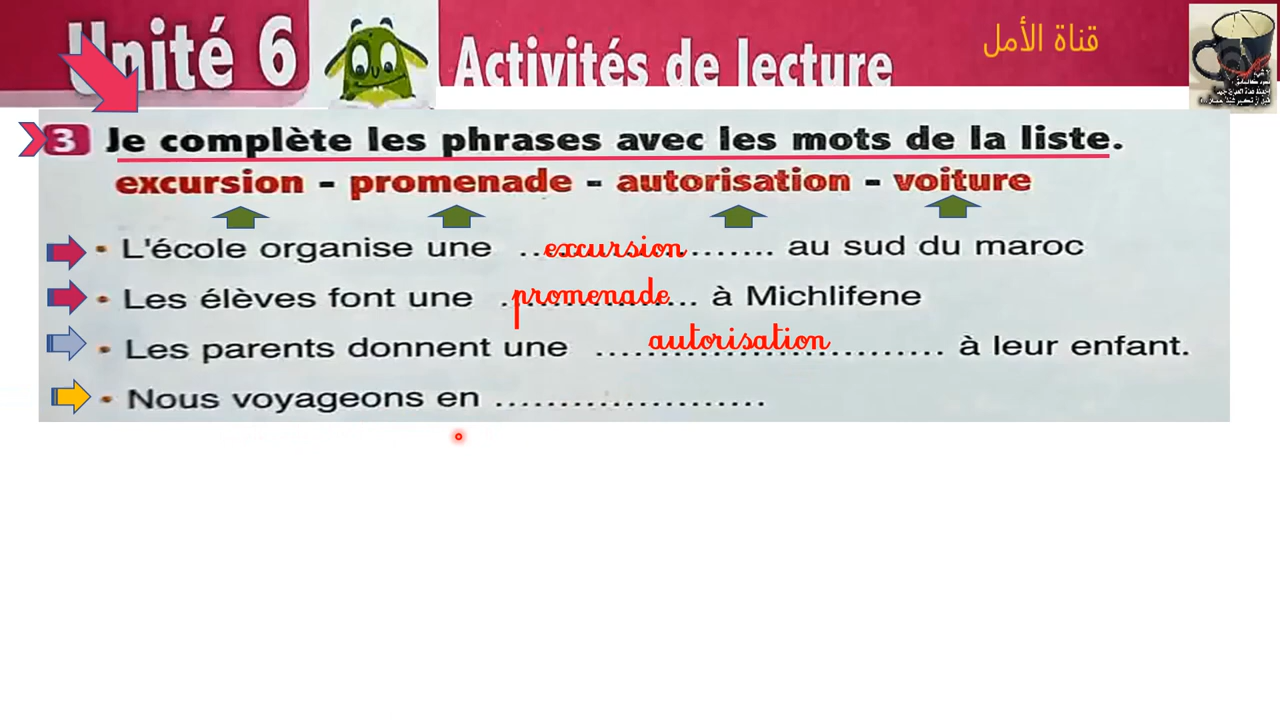 Unité 6
Activités de lecture
قناة الأمل
3 Je complète les phrases avec les mots de la liste.
excursion - promenade - autorisation - voiture
• L'école organise une ...excursion....... au sud du maroc
• Les élèves font une .promenade.. à Michlifene
• Les parents donnent une ....autorisation......... à leur enfant.
• Nous voyageons en .....................